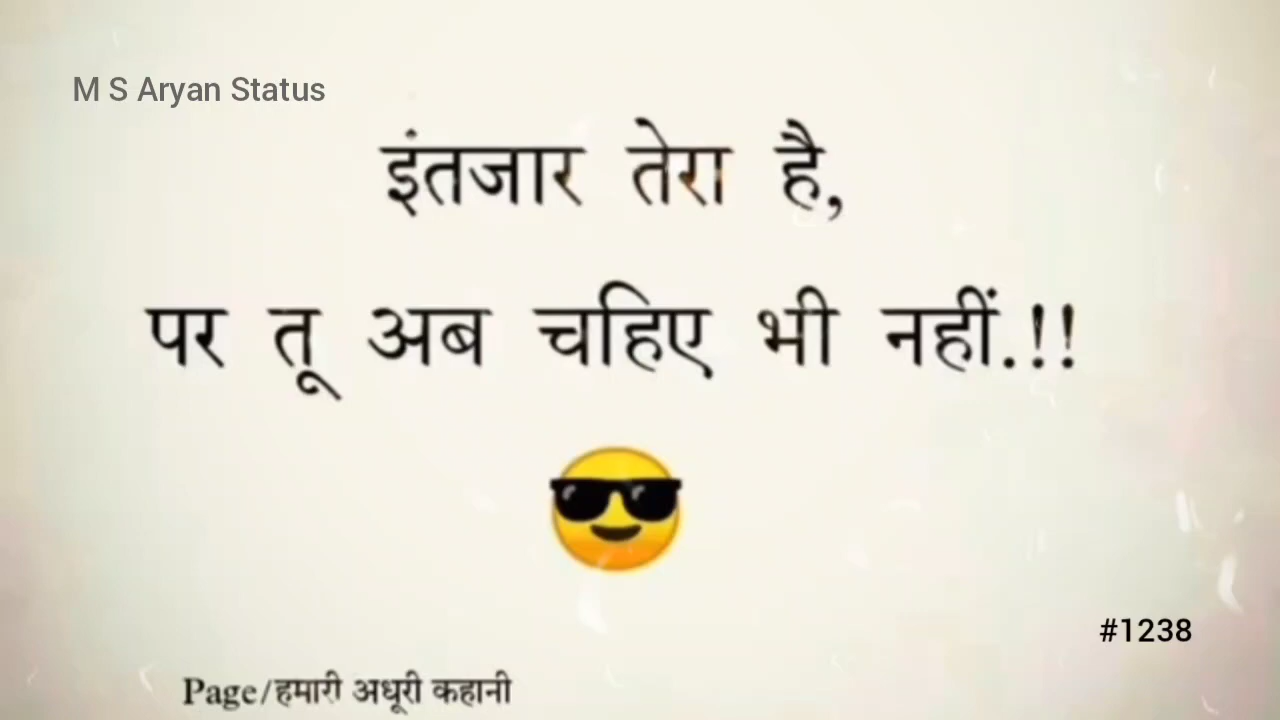 M S Aryan Status
इंतजार तेरा है,
पर तू अब चहिए भी नहीं.!!
#1238
Page/हमारी अधूरी कहानी